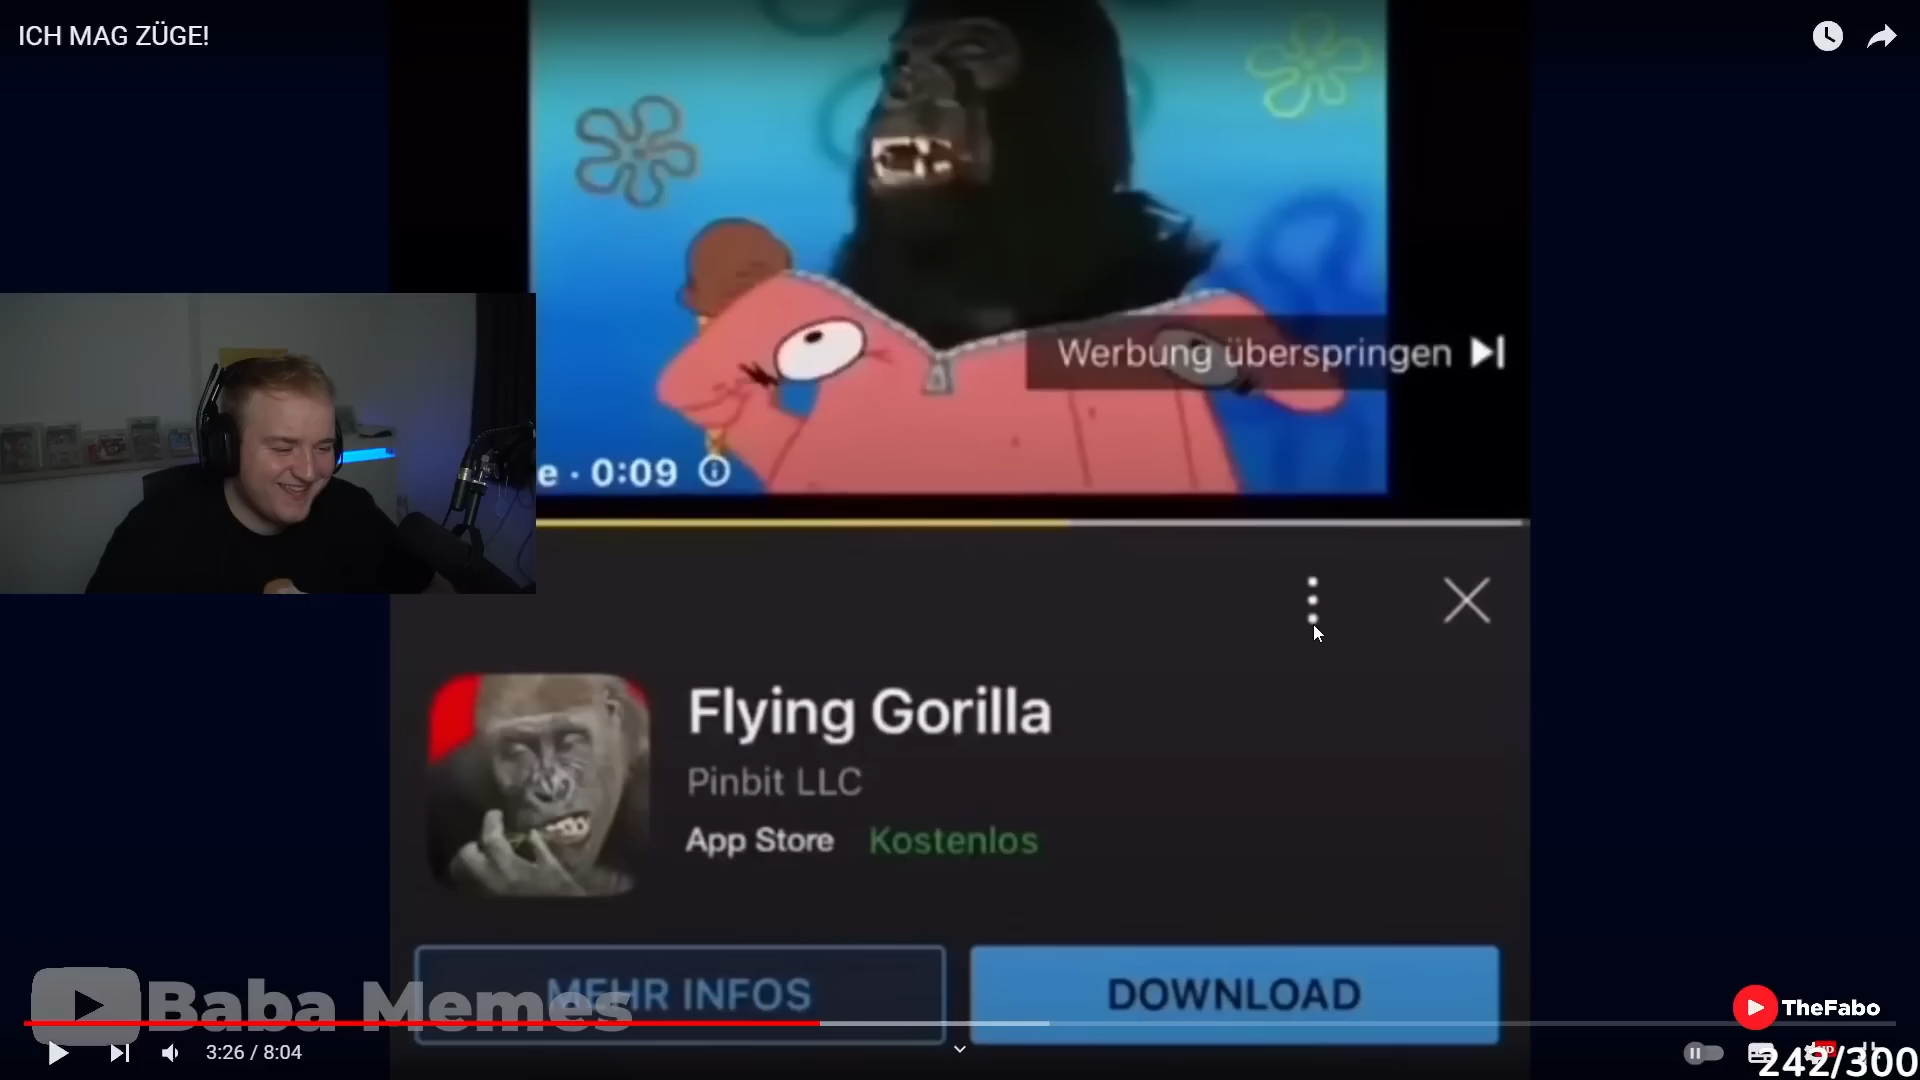 ICH MAG ZÜGE!
Werbung überspringen
e · 0:09
Flying Gorilla
Pinbit LLC
App Store Kostenlos
MEHR INFOS
DOWNLOAD
Baba Memes
TheFabo
3:26 / 8:04
HD
242/300